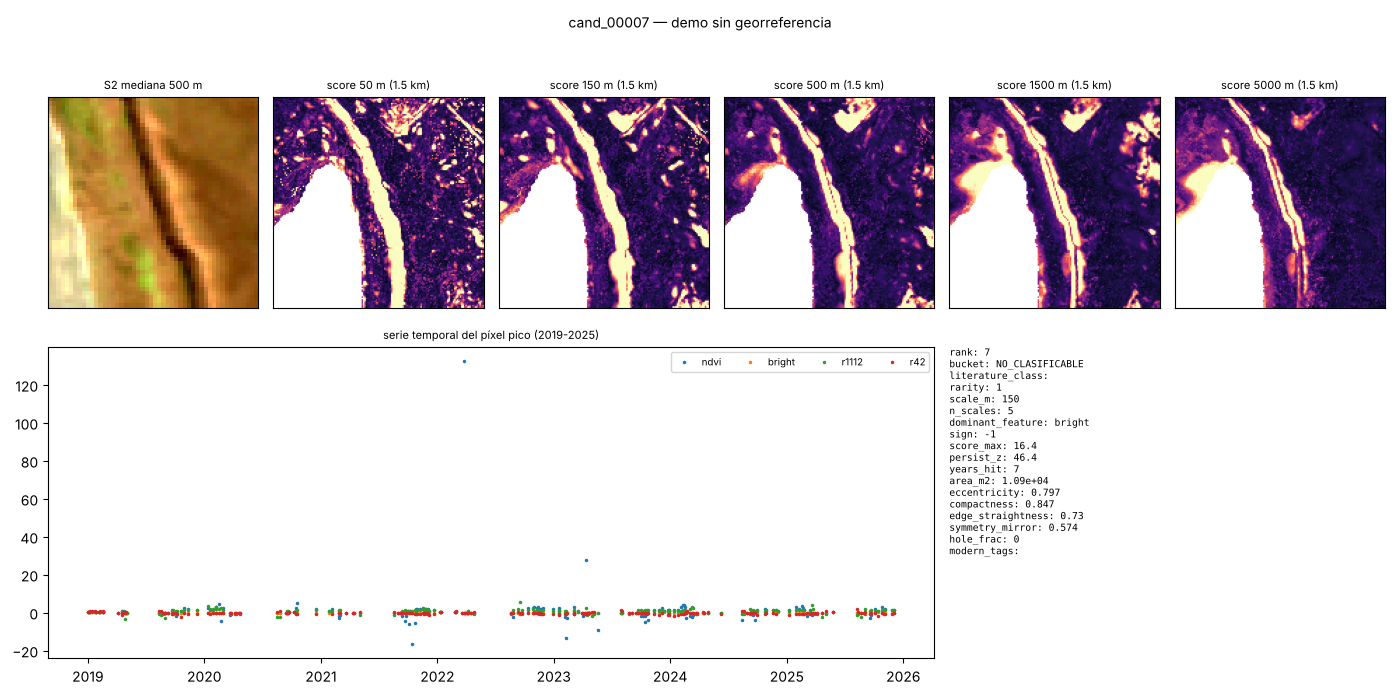 cand_00007 — demo sin georreferencia
S2 mediana 500 m
score 50 m (1.5 km)
score 150 m (1.5 km)
score 500 m (1.5 km)
score 1500 m (1.5 km)
score 5000 m (1.5 km)
serie temporal del píxel pico (2019-2025)
ndvi
bright
r1112
r42
120
100
80
60
40
20
0
−20
2019
2020
2021
2022
2023
2024
2025
2026
rank: 7
bucket: NO_CLASIFICABLE
literature_class:
rarity: 1
scale_m: 150
n_scales: 5
dominant_feature: bright
sign: -1
score_max: 16.4
persist_z: 46.4
years_hit: 7
area_m2: 1.09e+04
eccentricity: 0.797
compactness: 0.847
edge_straightness: 0.73
symmetry_mirror: 0.574
hole_frac: 0
modern_tags: